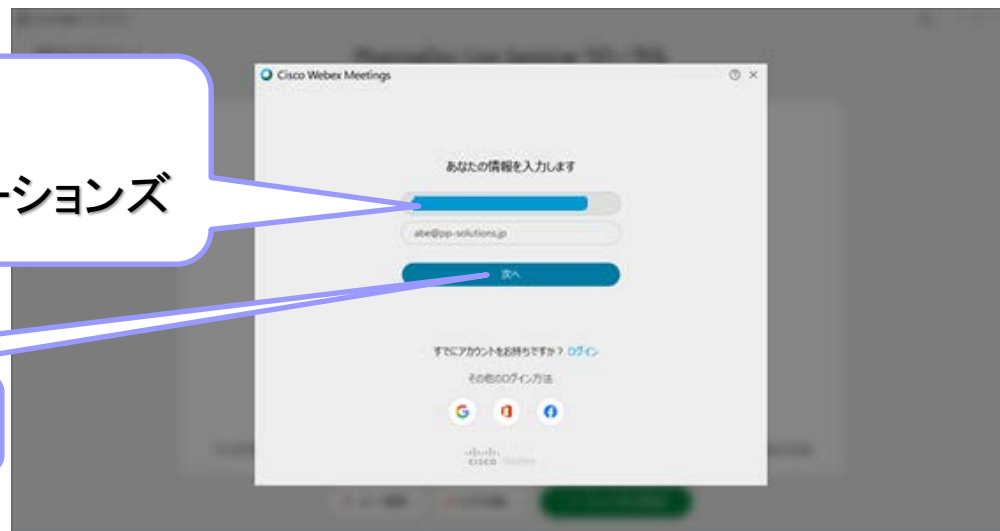 Cisco Webex Meetings
あなたの情報を入力します
ーションズ
abe@pp-solutions.jp
次へ
すでにアカウントをお持ちですか？ ログイン
その他のログイン方法
CISCO